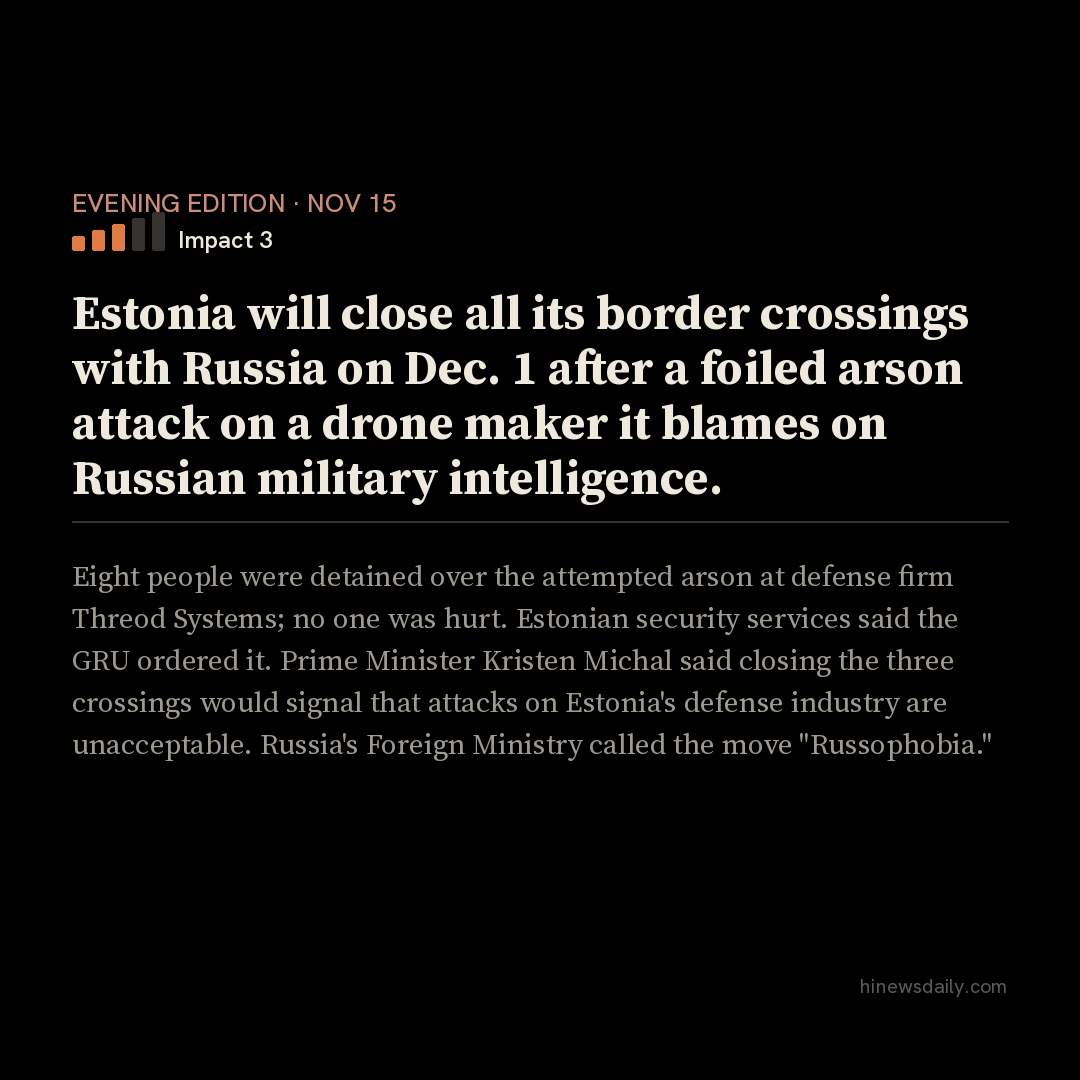 EVENING EDITION · NOV 15
Impact 3
Estonia will close all its border crossings
with Russia on Dec. 1 after a foiled arson
attack on a drone maker it blames on
Russian military intelligence.
Eight people were detained over the attempted arson at defense firm
Threod Systems; no one was hurt. Estonian security services said the
GRU ordered it. Prime Minister Kristen Michal said closing the three
crossings would signal that attacks on Estonia's defense industry are
unacceptable. Russia's Foreign Ministry called the move "Russophobia."
hinewsdaily.com